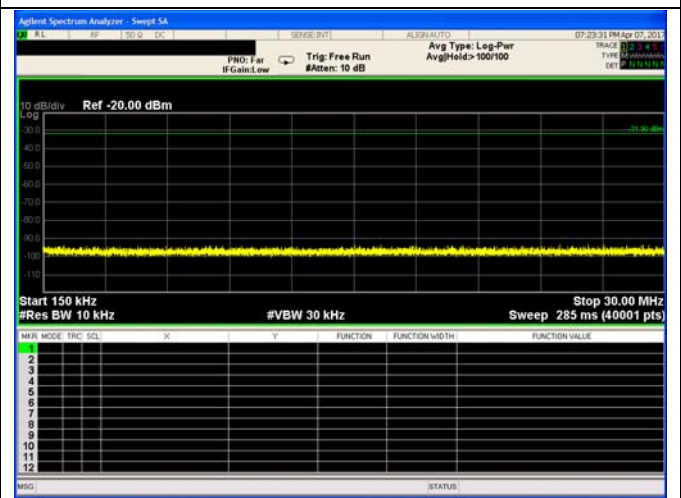 Agilent Spectrum Analyzer - Swept SA
RL RF 50 Ω DC SENSE:INT ALIGN AUTO 07:23:31 PM Apr 07, 2017
Avg Type: Log-Pwr TRACE 1 2 3 4 5
PNO: Far Trig: Free Run Avg|Hold:> 100/100 TYPE
IFGain:Low #Atten: 10 dB DET P N N N N
10 dB/div Ref -20.00 dBm
Log
-30.0
-40.0
-50.0
-60.0
-70.0
-80.0
-90.0
-100
-110
Start 150 kHz Stop 30.00 MHz
#Res BW 10 kHz #VBW 30 kHz Sweep 285 ms (40001 pts)
MKR MODE TRC SCL X Y FUNCTION FUNCTION WIDTH FUNCTION VALUE
1
2
3
4
5
6
7
8
9
10
11
12
MSG STATUS